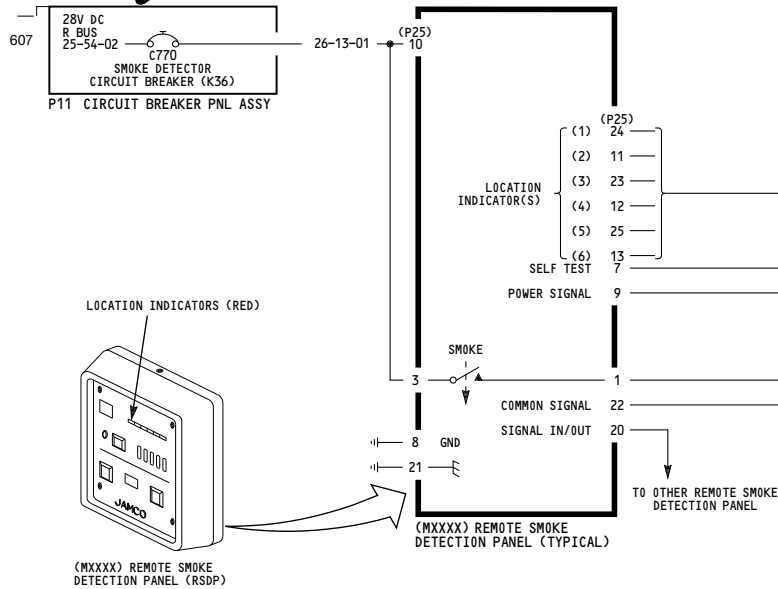 607
28V DC
R BUS
25-54-02
C770
SMOKE DETECTOR
CIRCUIT BREAKER (K36)
P11 CIRCUIT BREAKER PNL ASSY
26-13-01
(P25)
10
(P25)
(1) 24
(2) 11
(3) 23
(4) 12
(5) 25
(6) 13
LOCATION
INDICATOR(S)
SELF TEST 7
POWER SIGNAL 9
SMOKE
3
1
COMMON SIGNAL 22
SIGNAL IN/OUT 20
8 GND
21
TO OTHER REMOTE SMOKE
DETECTION PANEL
(MXXXX) REMOTE SMOKE
DETECTION PANEL (TYPICAL)
LOCATION INDICATORS (RED)
0
JAMCO
(MXXXX) REMOTE SMOKE
DETECTION PANEL (RSDP)